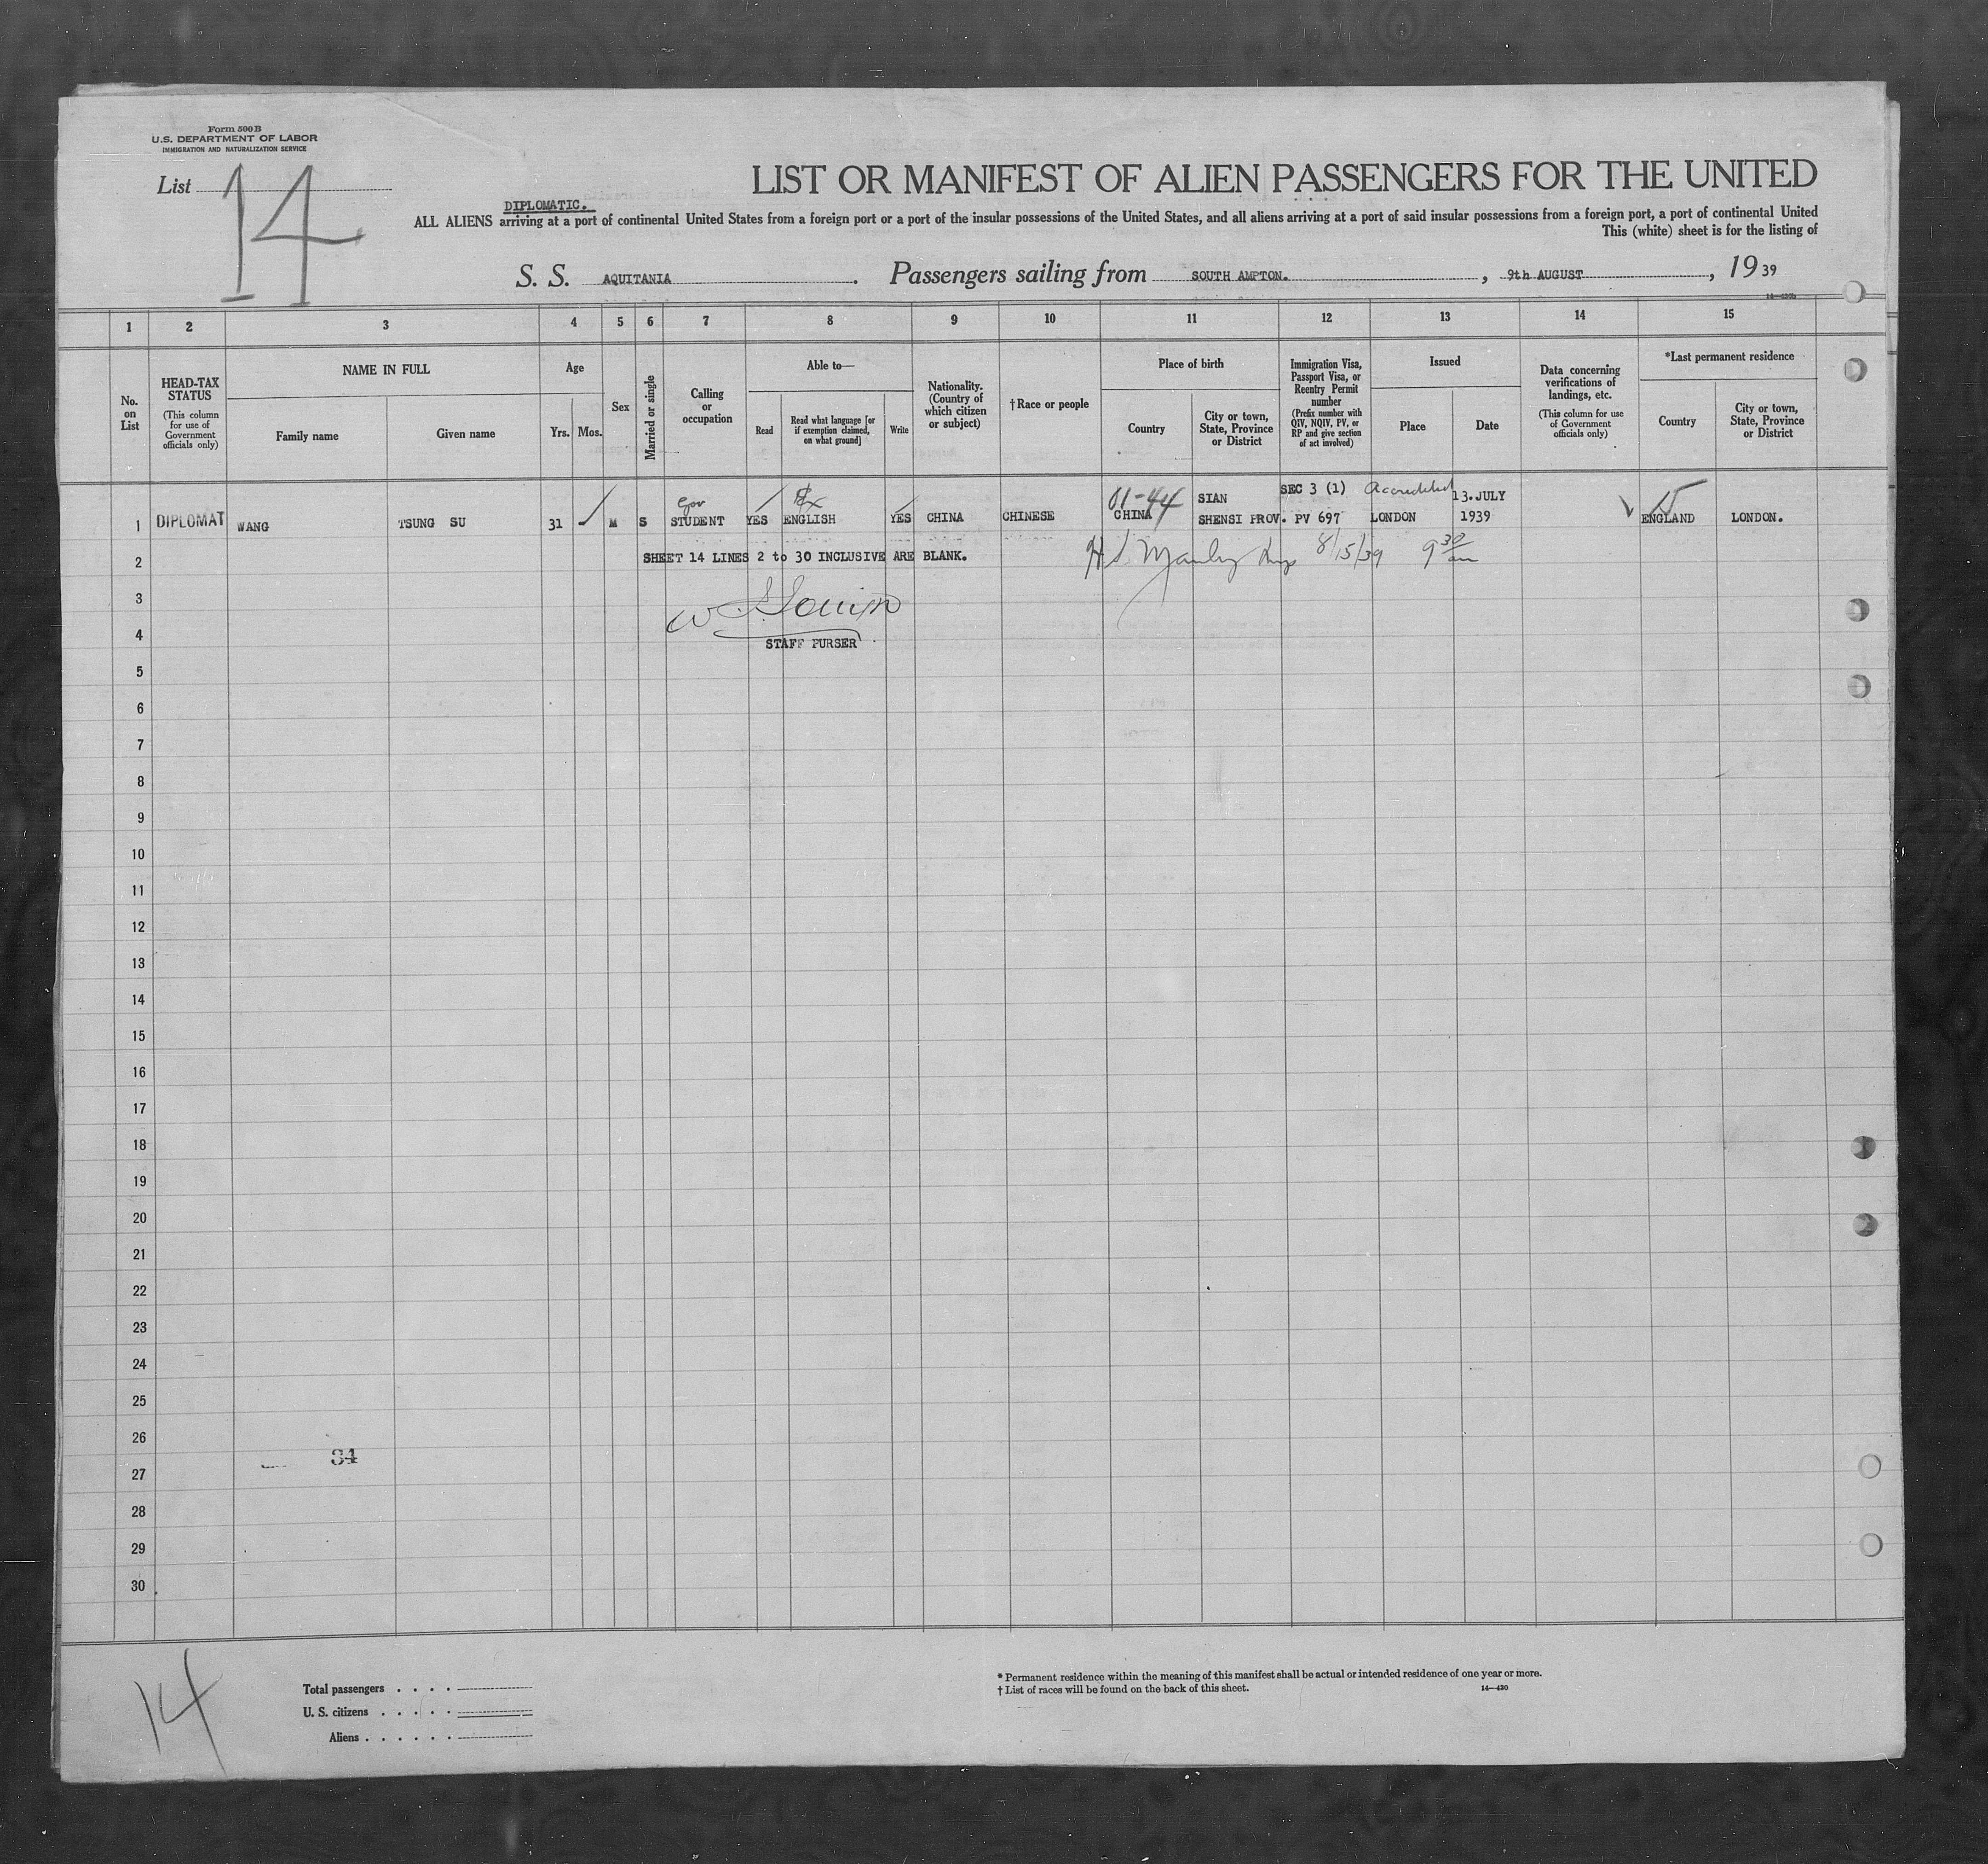 Form 500 B
U.S. DEPARTMENT OF LABOR
IMMIGRATION AND NATURALIZATION SERVICE
List 14
LIST OR MANIFEST OF ALIEN PASSENGERS FOR THE UNITED
DIPLOMATIC.
ALL ALIENS arriving at a port of continental United States from a foreign port or a port of the insular possessions of the United States, and all aliens arriving at a port of said insular possessions from a foreign port, a port of continental United
This (white) sheet is for the listing of
S. S. AQUITANIA. Passengers sailing from SOUTH AMPTON., 9th AUGUST, 1939
1 2 3 4 5 6 7 8 9 10 11 12 13 14 15
No. on List
HEAD-TAX STATUS (This column for use of Government officials only)
NAME IN FULL
Family name
Given name
Age
Yrs. Mos.
Sex
Married or single
Calling or occupation
Able to—
Read
Read what language [or if exemption claimed, on what ground]
Write
Nationality. (Country of which citizen or subject)
†Race or people
Place of birth
Country
City or town, State, Province or District
Immigration Visa, Passport Visa, or Reentry Permit number (Prefix number with QIV, NQIV, PV, or RP and give section of act involved)
Issued
Place
Date
Data concerning verifications of landings, etc. (This column for use of Government officials only)
*Last permanent residence
Country
City or town, State, Province or District
Gov 01-44 SIAN SEC 3 (1) Accredited 13.JULY
1 DIPLOMAT WANG TSUNG SU 31 M S STUDENT YES ENGLISH YES CHINA CHINESE CHINA SHENSI PROV. PV 697 LONDON 1939 ENGLAND LONDON.
2 SHEET 14 LINES 2 to 30 INCLUSIVE ARE BLANK. 8/15/39 9 30 am
3
4 STAFF PURSER
5
6
7
8
9
10
11
12
13
14
15
16
17
18
19
20
21
22
23
24
25
26
84
27
28
29
30
14
Total passengers . . . .
U. S. citizens . . . . .
Aliens . . . . . .
* Permanent residence within the meaning of this manifest shall be actual or intended residence of one year or more.
† List of races will be found on the back of this sheet. 14—430